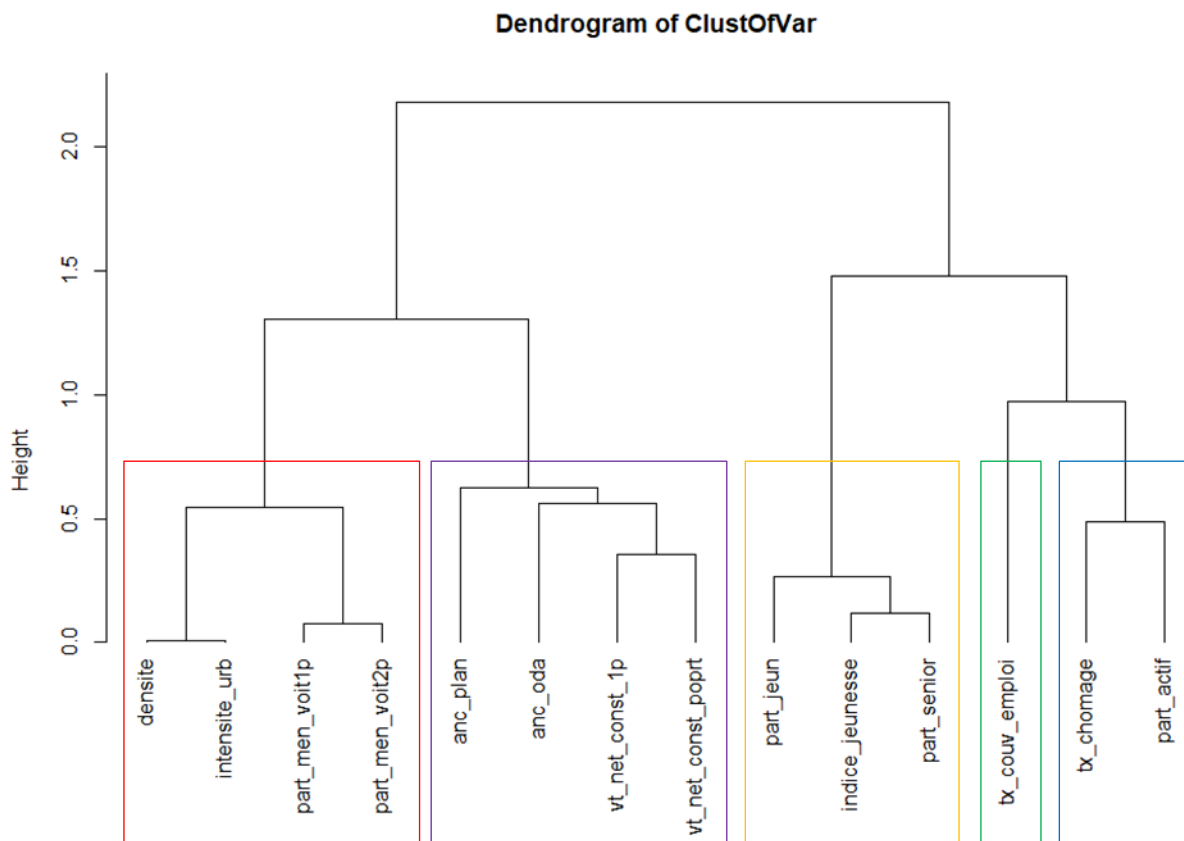 Dendrogram of ClustOfVar
Height
2.0
1.5
1.0
0.5
0.0
densite
intensite_urb
part_men_voit1p
part_men_voit2p
anc_plan
anc_oda
vt_net_const_1p
vt_net_const_poprt
part_jeun
indice_jeunesse
part_senior
tx_couv_emploi
tx_chomage
part_actif